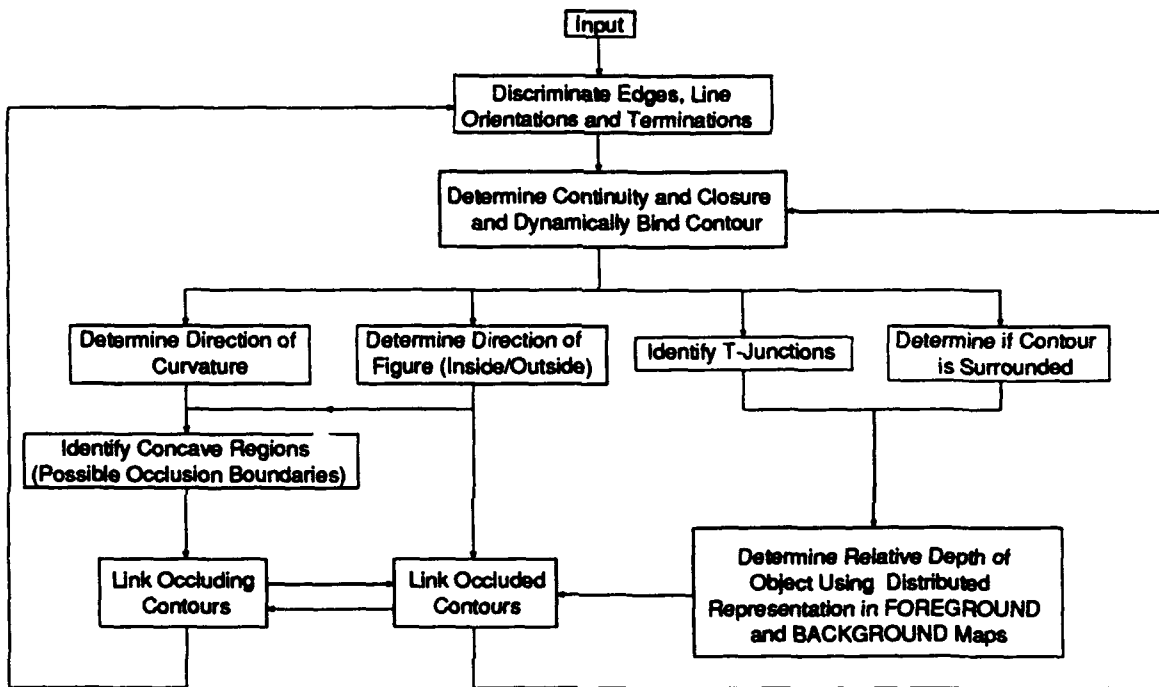 Input
Discriminate Edges, Line
Orientations and Terminations
Determine Continuity and Closure
and Dynamically Bind Contour
Determine Direction of
Curvature
Determine Direction of
Figure (Inside/Outside)
Identify T-Junctions
Determine if Contour
is Surrounded
Identify Concave Regions
(Possible Occlusion Boundaries)
Link Occluding
Contours
Link Occluded
Contours
Determine Relative Depth of
Object Using Distributed
Representation in FOREGROUND
and BACKGROUND Maps